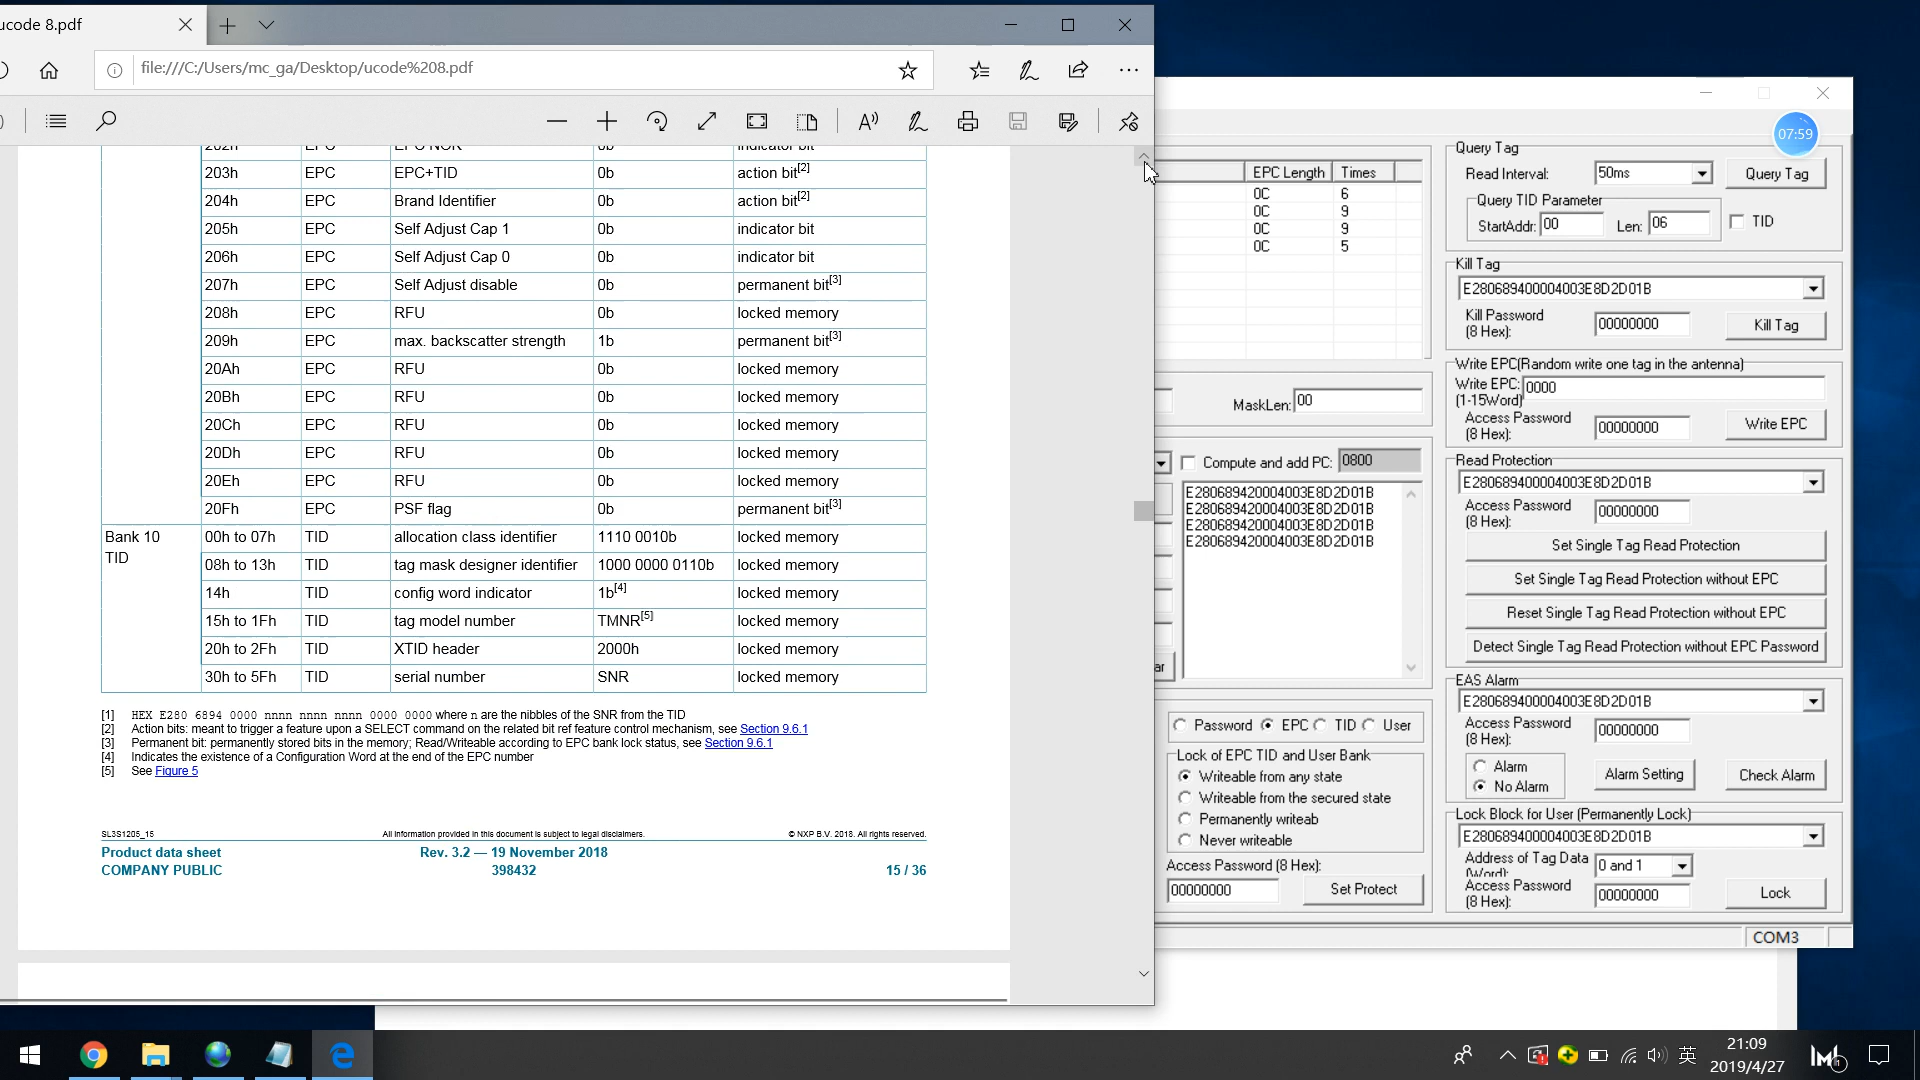 ucode 8.pdf
file:///C:/Users/mc_ga/Desktop/ucode%208.pdf
203h EPC EPC+TID 0b action bit[2]
204h EPC Brand Identifier 0b action bit[2]
205h EPC Self Adjust Cap 1 0b indicator bit
206h EPC Self Adjust Cap 0 0b indicator bit
207h EPC Self Adjust disable 0b permanent bit[3]
208h EPC RFU 0b locked memory
209h EPC max. backscatter strength 1b permanent bit[3]
20Ah EPC RFU 0b locked memory
20Bh EPC RFU 0b locked memory
20Ch EPC RFU 0b locked memory
20Dh EPC RFU 0b locked memory
20Eh EPC RFU 0b locked memory
20Fh EPC PSF flag 0b permanent bit[3]
Bank 10 TID
00h to 07h TID allocation class identifier 1110 0010b locked memory
08h to 13h TID tag mask designer identifier 1000 0000 0110b locked memory
14h TID config word indicator 1b[4] locked memory
15h to 1Fh TID tag model number TMNR[5] locked memory
20h to 2Fh TID XTID header 2000h locked memory
30h to 5Fh TID serial number SNR locked memory
[1] HEX E280 6894 0000 nnnn nnnn nnnn 0000 0000 where n are the nibbles of the SNR from the TID
[2] Action bits: meant to trigger a feature upon a SELECT command on the related bit ref feature control mechanism, see Section 9.6.1
[3] Permanent bit: permanently stored bits in the memory; Read/Writeable according to EPC bank lock status, see Section 9.6.1
[4] Indicates the existence of a Configuration Word at the end of the EPC number
[5] See Figure 5
SL3S1205_15 All information provided in this document is subject to legal disclaimers. © NXP B.V. 2018. All rights reserved.
Product data sheet Rev. 3.2 — 19 November 2018
COMPANY PUBLIC 398432 15 / 36
07:59
EPC Length Times
0C 6
0C 9
0C 9
0C 5
MaskLen: 00
Compute and add PC: 0800
E280689420004003E8D2D01B
E280689420004003E8D2D01B
E280689420004003E8D2D01B
E280689420004003E8D2D01B
ar
Password EPC TID User
Lock of EPC TID and User Bank
Writeable from any state
Writeable from the secured state
Permanently writeab
Never writeable
Access Password (8 Hex):
00000000 Set Protect
Query Tag
Read Interval: 50ms Query Tag
Query TID Parameter
StartAddr: 00 Len: 06 TID
Kill Tag
E280689400004003E8D2D01B
Kill Password
(8 Hex): 00000000 Kill Tag
Write EPC(Random write one tag in the antenna)
Write EPC: 0000
(1-15Word)
Access Password
(8 Hex): 00000000 Write EPC
Read Protection
E280689400004003E8D2D01B
Access Password
(8 Hex): 00000000
Set Single Tag Read Protection
Set Single Tag Read Protection without EPC
Reset Single Tag Read Protection without EPC
Detect Single Tag Read Protection without EPC Password
EAS Alarm
E280689400004003E8D2D01B
Access Password
(8 Hex): 00000000
Alarm
No Alarm
Alarm Setting Check Alarm
Lock Block for User (Permanently Lock)
E280689400004003E8D2D01B
Address of Tag Data
(Word): 0 and 1
Access Password
(8 Hex): 00000000 Lock
COM3
英
21:09
2019/4/27